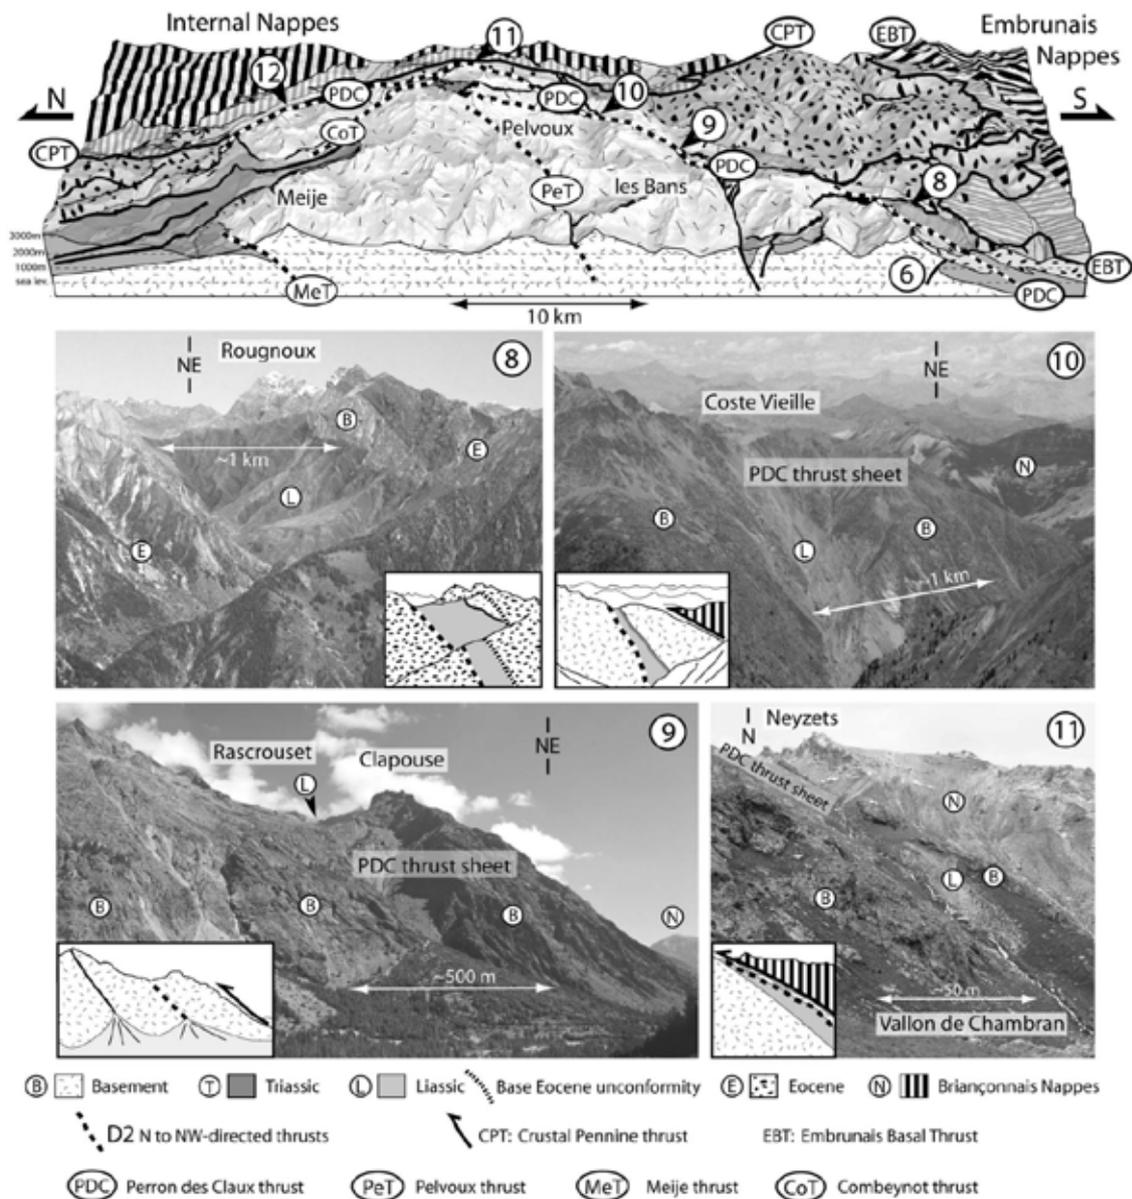 Internal Nappes
Embrunais
Nappes
11
CPT
EBT
12
PDC
PDC
10
N
S
CoT
Pelvoux
9
CPT
PDC
Meije
PeT
les Bans
8
3000m
2000m
1000m
sea lev.
6
EBT
MeT
PDC
10 km
NE
Rougnoux
8
B
E
~1 km
L
E
NE
10
Coste Vieille
PDC thrust sheet
N
B
B
L
~1 km
Rascrouset
Clapouse
NE
9
L
PDC thrust sheet
B
B
B
N
~500 m
N
Neyzets
11
PDC thrust sheet
N
B
L
B
~50 m
Vallon de Chambran
B Basement T Triassic L Liassic Base Eocene unconformity E Eocene N Briançonnais Nappes
D2 N to NW-directed thrusts CPT: Crustal Pennine thrust EBT: Embrunais Basal Thrust
PDC Perron des Claux thrust PeT Pelvoux thrust MeT Meije thrust CoT Combeynot thrust